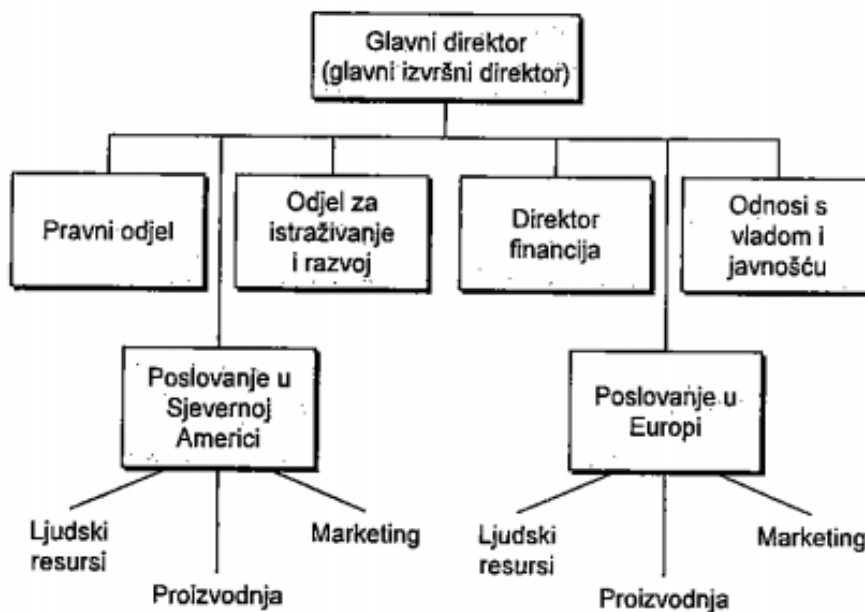 Glavni direktor
(glavni izvršni direktor)
Pravni odjel
Odjel za
istraživanje
i razvoj
Direktor
financija
Odnosi s
vladom i
javnošću
Poslovanje u
Sjevernoj
Americi
Poslovanje u
Europi
Ljudski
resursi
Proizvodnja
Marketing
Ljudski
resursi
Proizvodnja
Marketing